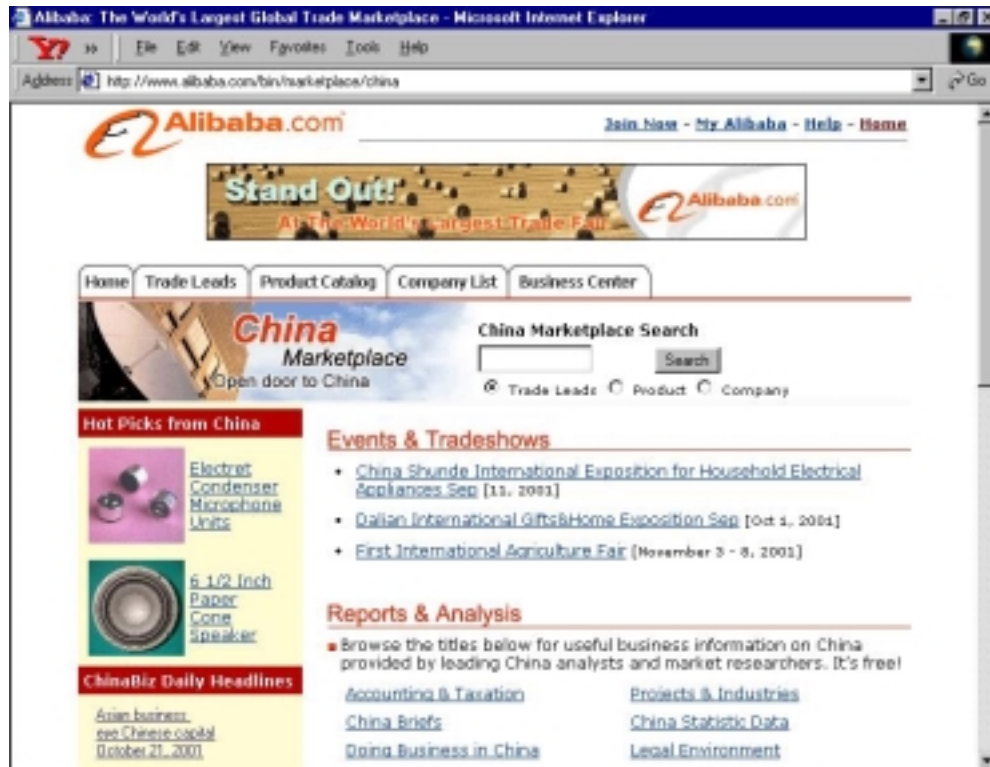 Alibaba: The World's Largest Global Trade Marketplace - Microsoft Internet Explorer
Y! » File Edit View Favorites Tools Help
Address http://www.alibaba.com/bin/marketplace/china Go
Alibaba.com
Join Now - My Alibaba - Help - Home
Stand Out!
At The World's Largest Trade Fair
Alibaba.com
Home Trade Leads Product Catalog Company List Business Center
China
Marketplace
Open door to China
China Marketplace Search
Search
Trade Leads Product Company
Hot Picks from China
Electret
Condenser
Microphone
Units
6 1/2 Inch
Paper
Cone
Speaker
ChinaBiz Daily Headlines
Asian business
eye Chinese capital
October 21, 2001
Events & Tradeshows
• China Shunde International Exposition for Household Electrical
Appliances Sep [11, 2001]
• Dalian International Gifts&Home Exposition Sep [Oct 1, 2001]
• First International Agriculture Fair [November 3 - 8, 2001]
Reports & Analysis
Browse the titles below for useful business information on China
provided by leading China analysts and market researchers. It's free!
Accounting & Taxation Projects & Industries
China Briefs China Statistic Data
Doing Business in China Legal Environment